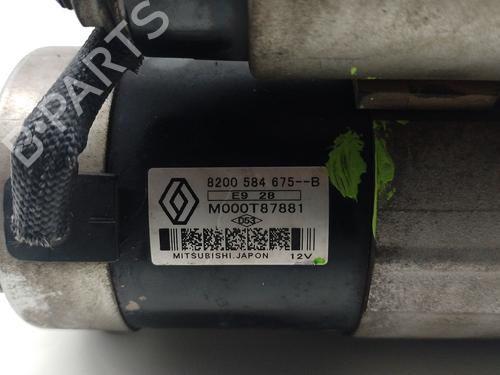 B-PARTS
8200 584 675--B
E9 28
M000T87881
D53
MITSUBISHI.JAPON 12V